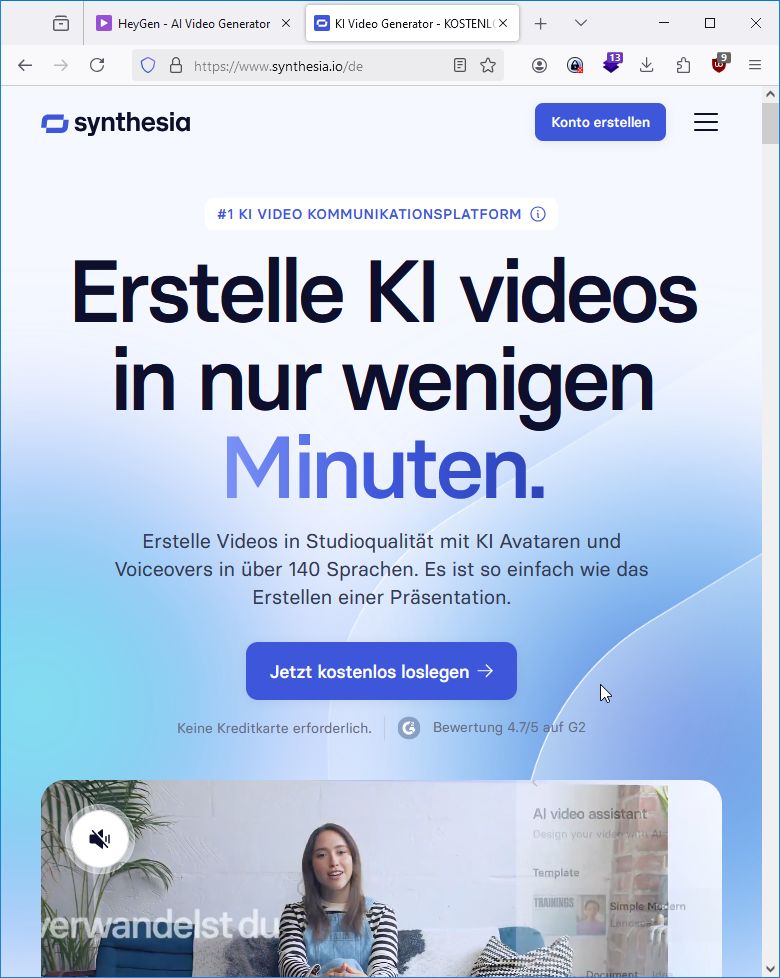 HeyGen - AI Video Generator
KI Video Generator - KOSTENL
13
9
https://www.synthesia.io/de
synthesia
Konto erstellen
#1 KI VIDEO KOMMUNIKATIONSPLATFORM
Erstelle KI videos
in nur wenigen
Minuten.
Erstelle Videos in Studioqualität mit KI Avataren und
Voiceovers in über 140 Sprachen. Es ist so einfach wie das
Erstellen einer Präsentation.
Jetzt kostenlos loslegen
Keine Kreditkarte erforderlich.
Bewertung 4.7/5 auf G2
AI video assistant
Design your video with AI
Template
TRAININGS
Simple Modern
verwandelst du
Document
Idea